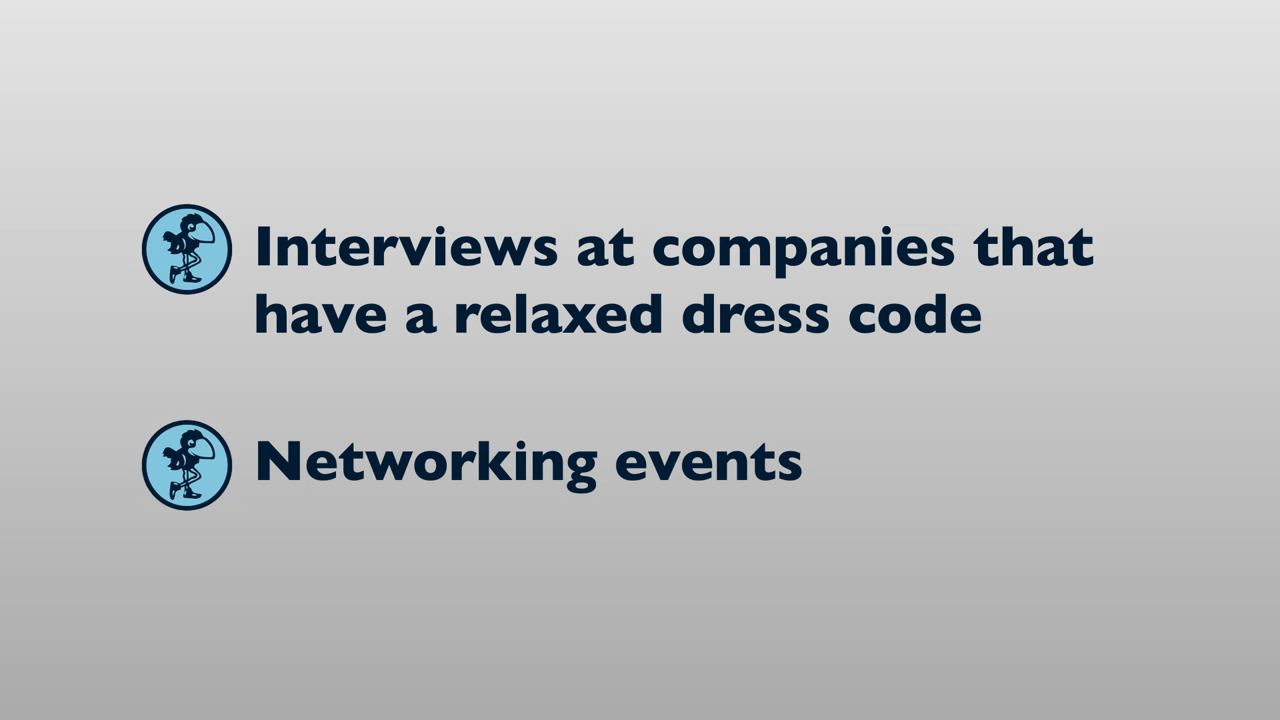 Interviews at companies that
have a relaxed dress code
Networking events